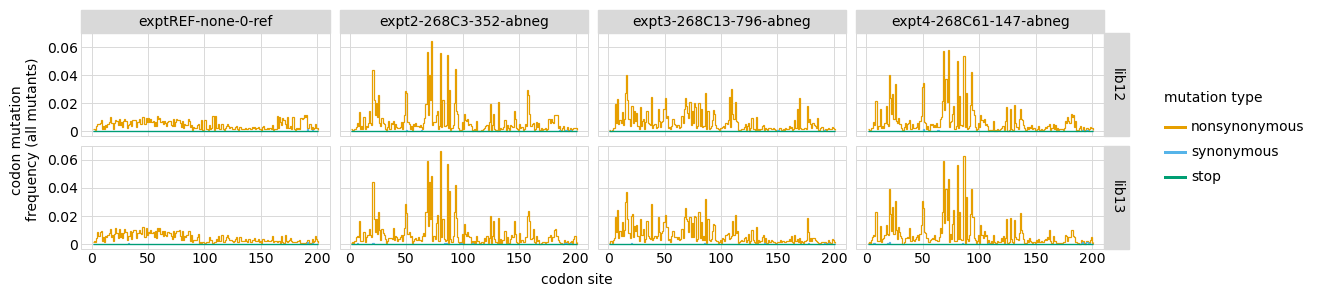 exptREF-none-0-ref
expt2-268C3-352-abneg
expt3-268C13-796-abneg
expt4-268C61-147-abneg
codon mutation
frequency (all mutants)
0.06
0.04
0.02
0
lib12
0.06
0.04
0.02
0
lib13
0 50 100 150 200
0 50 100 150 200
0 50 100 150 200
0 50 100 150 200
codon site
mutation type
nonsynonymous
synonymous
stop